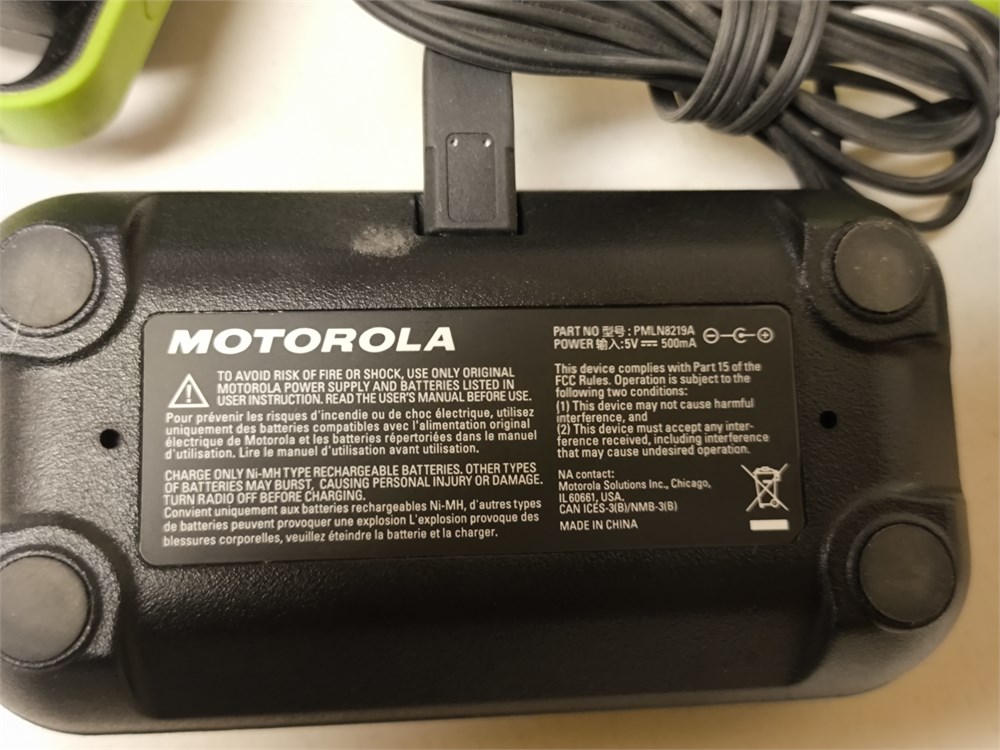 MOTOROLA
TO AVOID RISK OF FIRE OR SHOCK, USE ONLY ORIGINAL
MOTOROLA POWER SUPPLY AND BATTERIES LISTED IN
USER INSTRUCTION. READ THE USER'S MANUAL BEFORE USE.
Pour prévenir les risques d'incendie ou de choc électrique, utilisez
uniquement des batteries compatibles avec l'alimentation original
électrique de Motorola et les batteries répertoriées dans le manuel
d'utilisation. Lire le manuel d'utilisation avant utilisation.
CHARGE ONLY Ni-MH TYPE RECHARGEABLE BATTERIES. OTHER TYPES
OF BATTERIES MAY BURST, CAUSING PERSONAL INJURY OR DAMAGE.
TURN RADIO OFF BEFORE CHARGING.
Convient uniquement aux batteries rechargeables Ni-MH, d'autres types
de batteries peuvent provoquer une explosion L'explosion provoque des
blessures corporelles, veuillez éteindre la batterie et la charger.
PART NO 型号: PMLN8219A
POWER 输入:5V ⎓ 500mA
This device complies with Part 15 of the
FCC Rules. Operation is subject to the
following two conditions:
(1) This device may not cause harmful
interference, and
(2) This device must accept any inter-
ference received, including interference
that may cause undesired operation.
NA contact:
Motorola Solutions Inc., Chicago,
IL 60661, USA.
CAN ICES-3(B)/NMB-3(B)
MADE IN CHINA